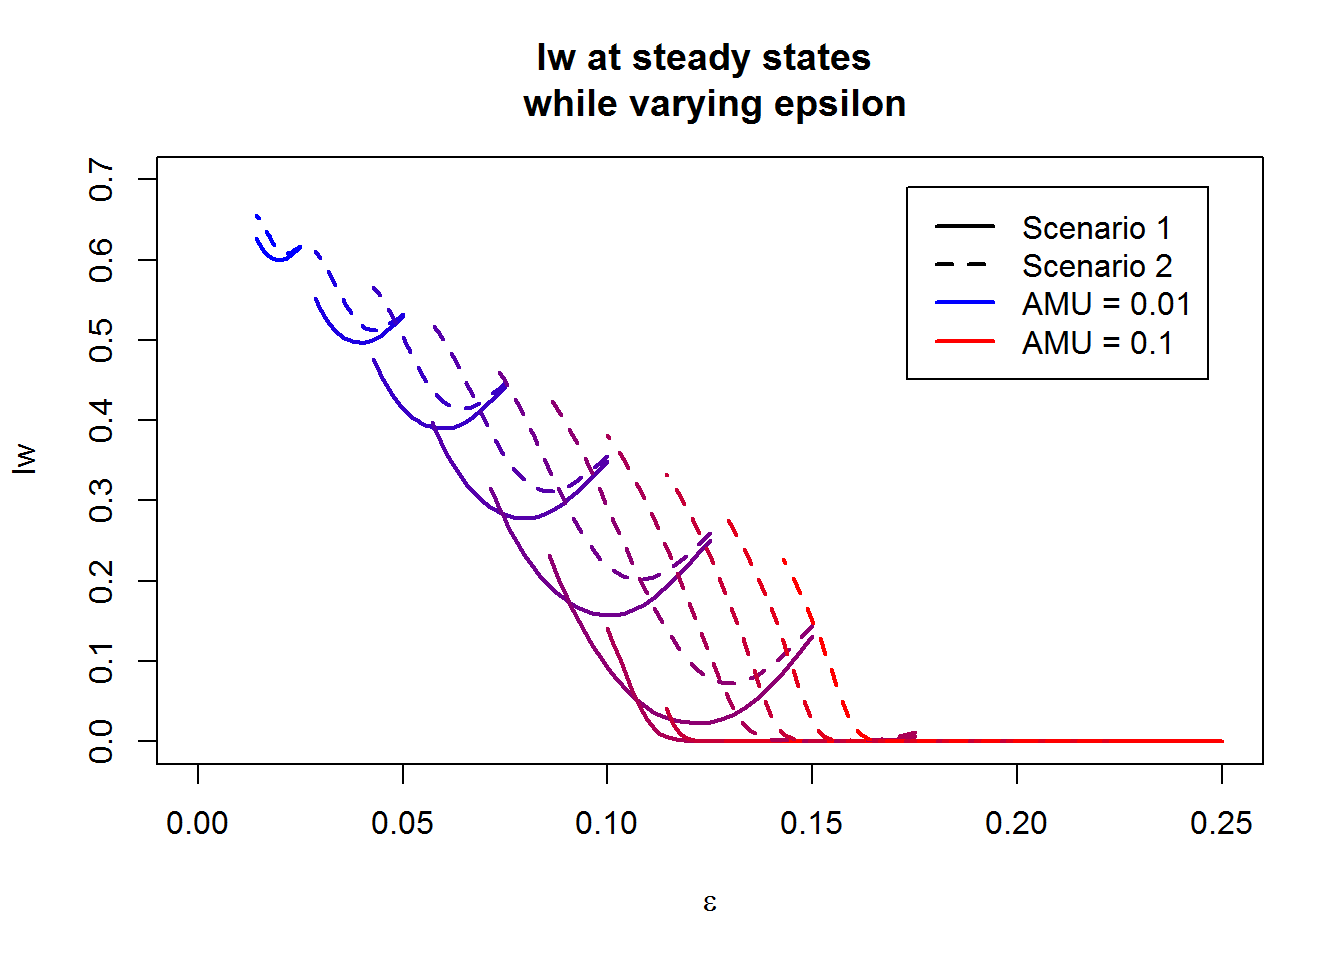 Iw at steady states
while varying epsilon
Iw
0.7
0.6
0.5
0.4
0.3
0.2
0.1
0.0
Scenario 1
Scenario 2
AMU = 0.01
AMU = 0.1
0.00 0.05 0.10 0.15 0.20 0.25
ε